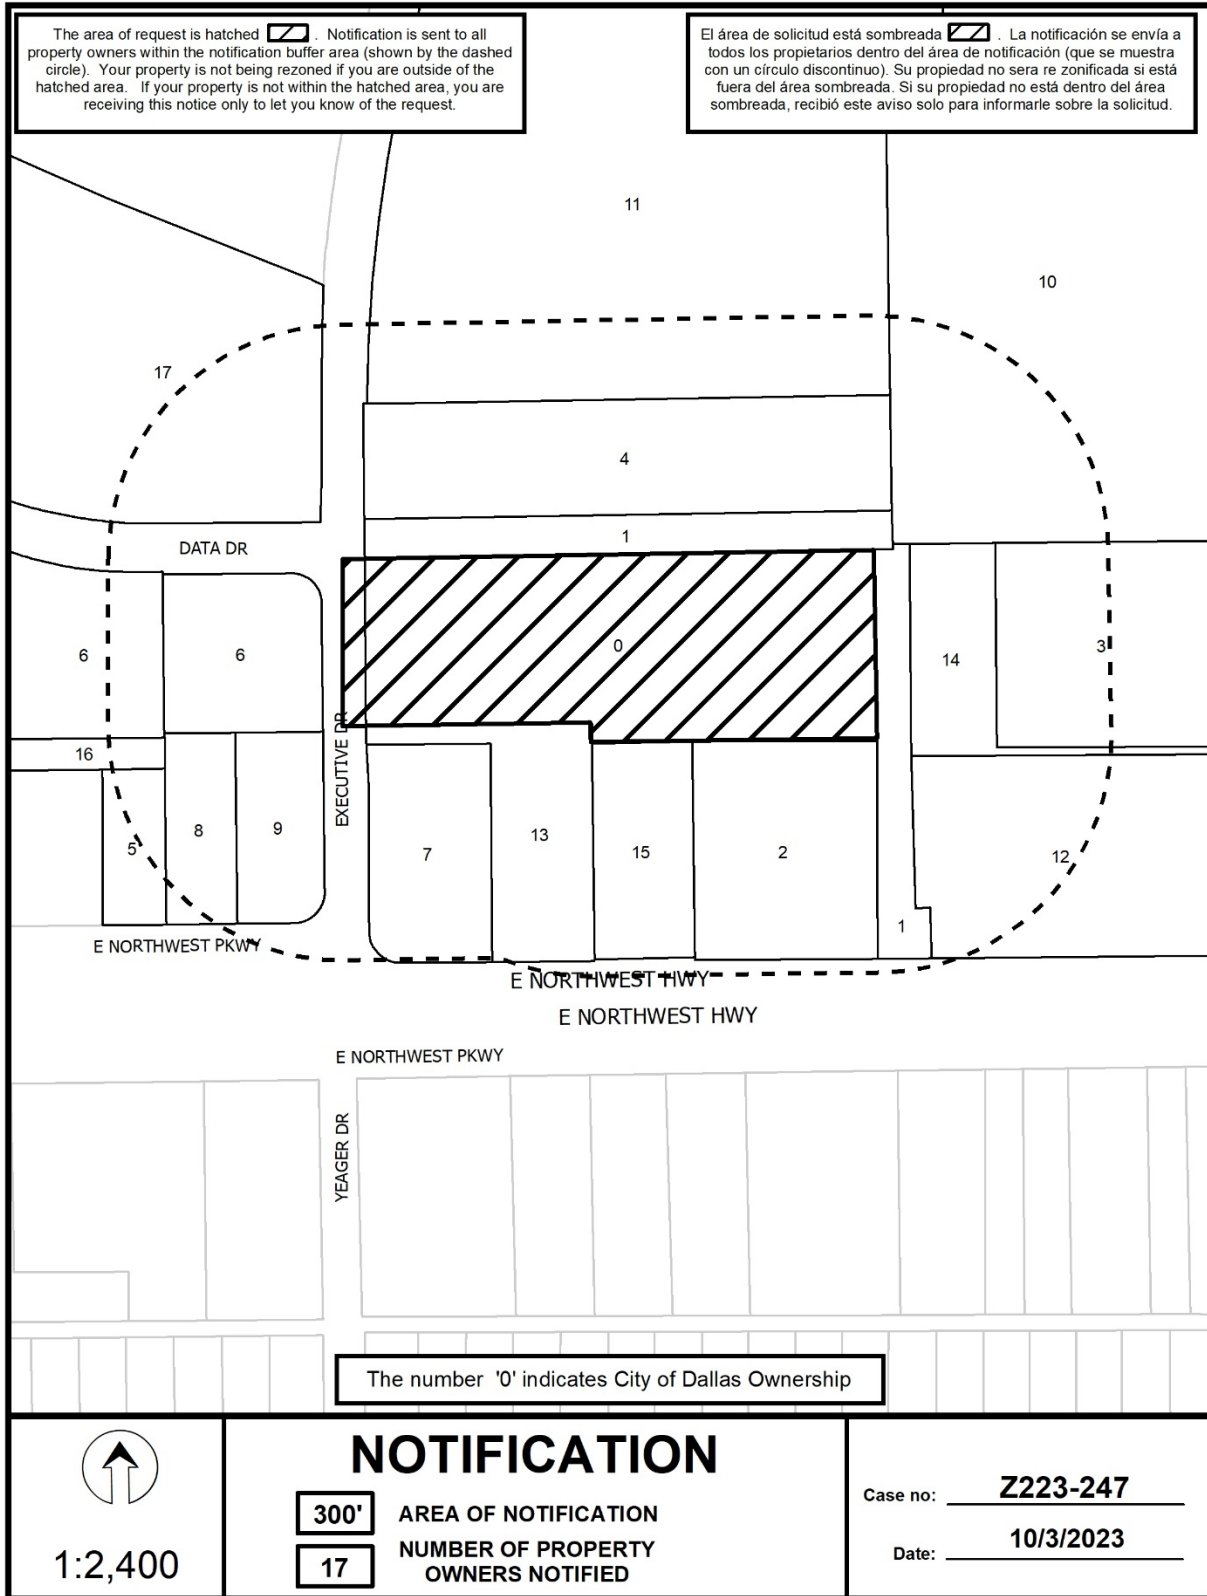 The area of request is hatched . Notification is sent to all
property owners within the notification buffer area (shown by the dashed
circle). Your property is not being rezoned if you are outside of the
hatched area. If your property is not within the hatched area, you are
receiving this notice only to let you know of the request.
El área de solicitud está sombreada . La notificación se envía a
todos los propietarios dentro del área de notificación (que se muestra
con un círculo discontinuo). Su propiedad no sera re zonificada si está
fuera del área sombreada. Si su propiedad no está dentro del área
sombreada, recibió este aviso solo para informarle sobre la solicitud.
11
10
17
4
1
DATA DR
0
6
6
14
3
16
EXECUTIVE DR
5
8
9
7
13
15
2
12
1
E NORTHWEST PKWY
E NORTHWEST HWY
E NORTHWEST HWY
E NORTHWEST PKWY
YEAGER DR
The number '0' indicates City of Dallas Ownership
1:2,400
NOTIFICATION
300' AREA OF NOTIFICATION
17 NUMBER OF PROPERTY
OWNERS NOTIFIED
Case no: Z223-247
Date: 10/3/2023